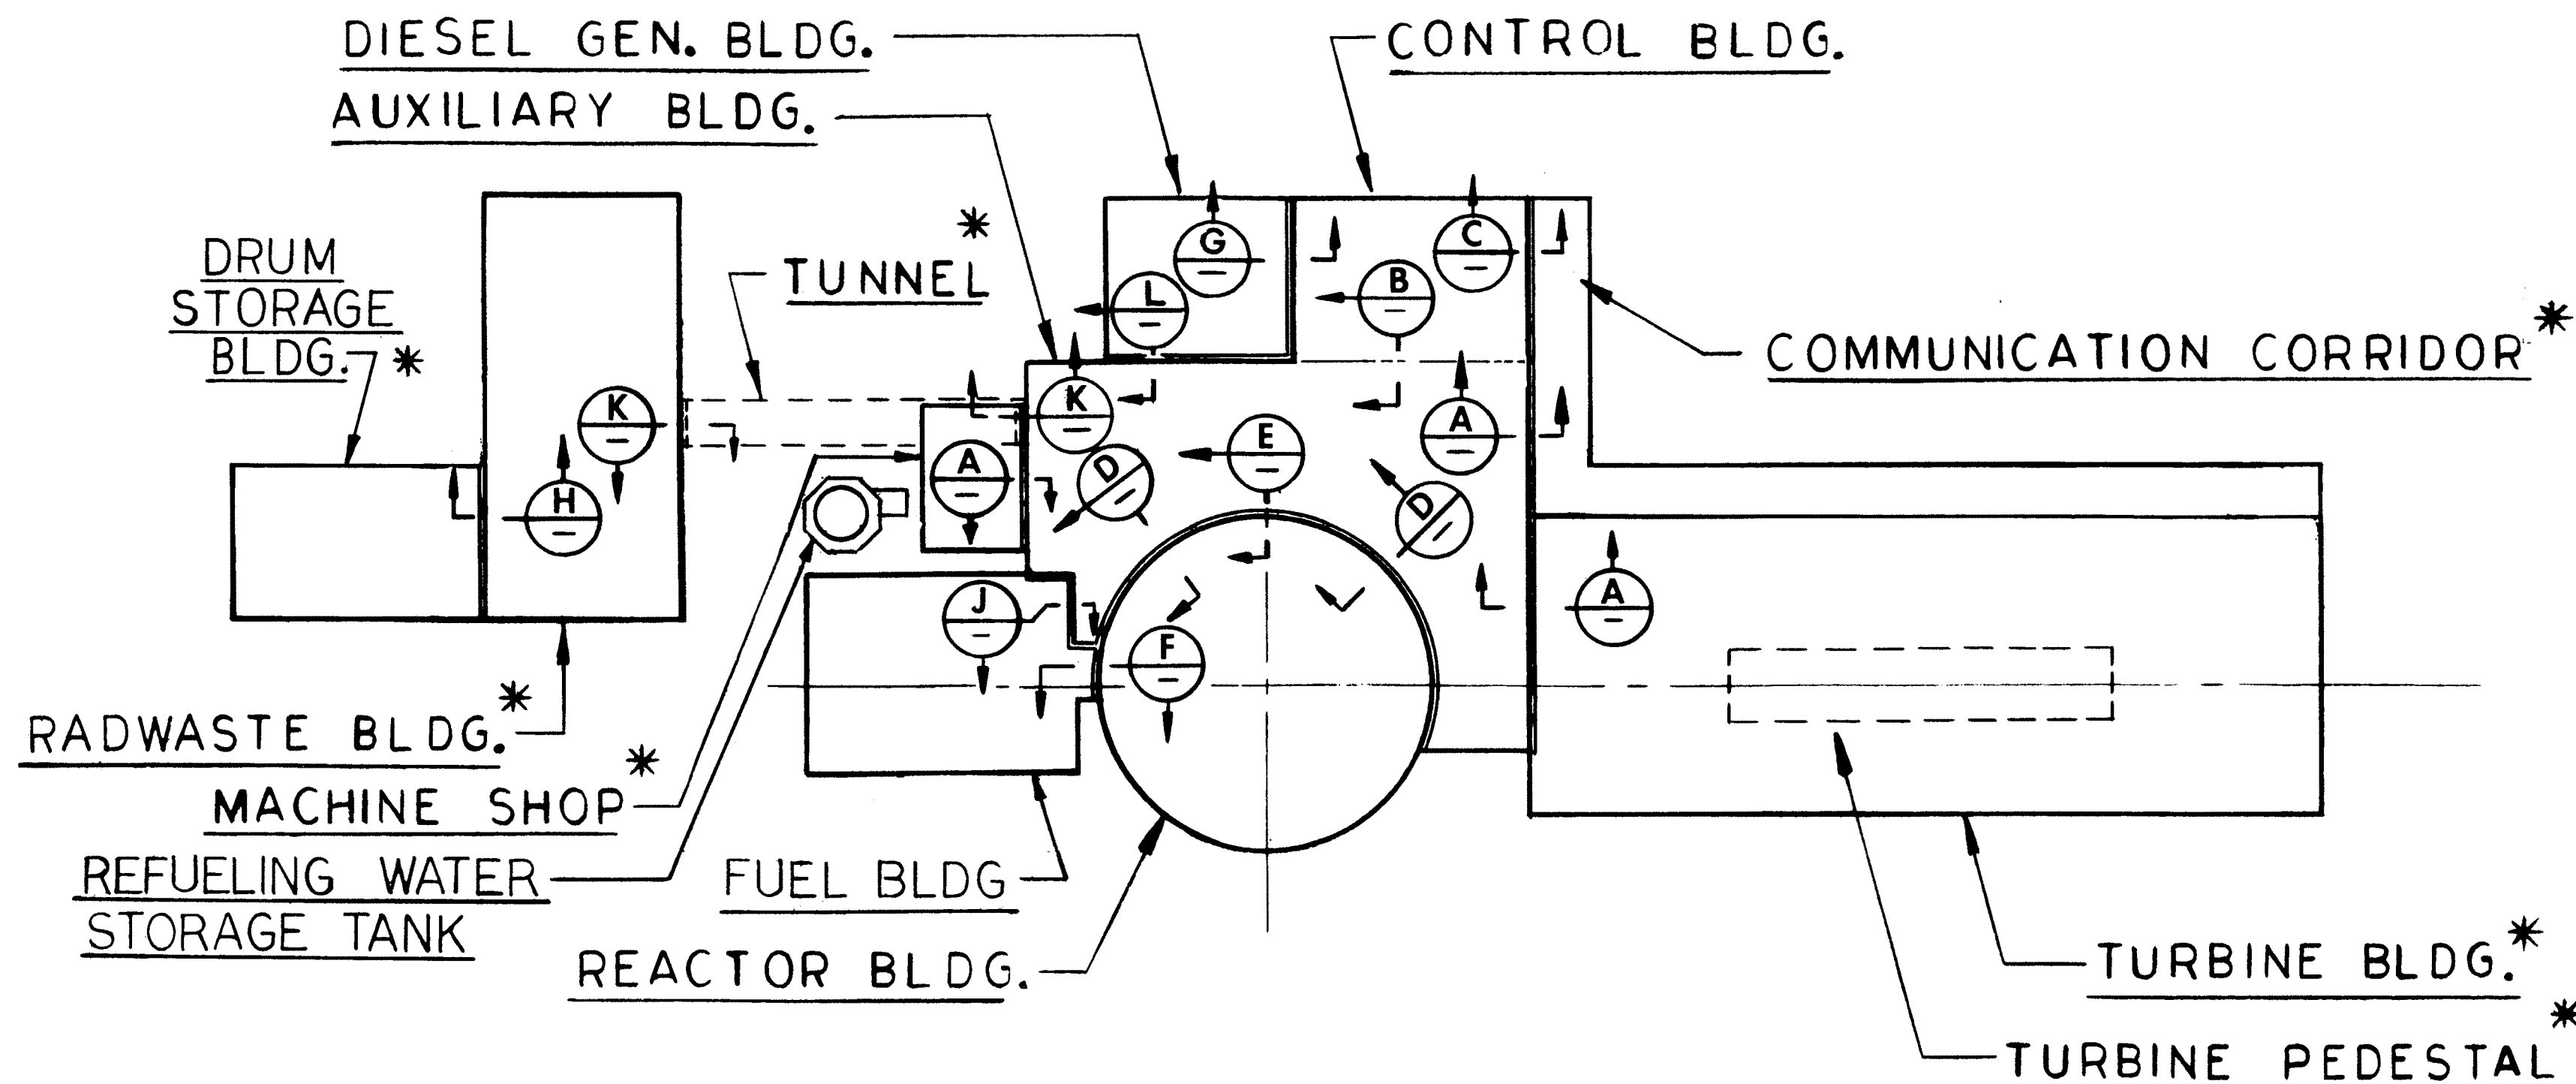 DIESEL GEN. BLDG.
CONTROL BLDG.
AUXILIARY BLDG.
*
TUNNEL
DRUM
STORAGE
BLDG. *
G
C
L
B
COMMUNICATION CORRIDOR *
K
K
A
E
A
D
D
H
J
F
A
RADWASTE BLDG. *
MACHINE SHOP *
REFUELING WATER
STORAGE TANK
FUEL BLDG
REACTOR BLDG.
TURBINE BLDG. *
TURBINE PEDESTAL *